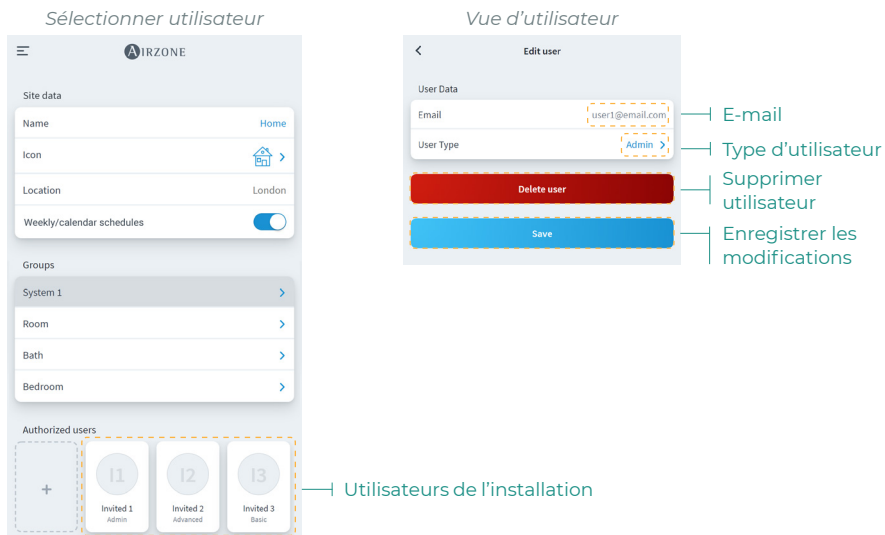 Sélectionner utilisateur
AIRZONE
Site data
Name Home
Icon
Location London
Weekly/calendar schedules
Groups
System 1
Room
Bath
Bedroom
Authorized users
+
I1
Invited 1
Admin
I2
Invited 2
Advanced
I3
Invited 3
Basic
Utilisateurs de l'installation
Vue d'utilisateur
Edit user
User Data
Email user1@email.com
User Type Admin
Delete user
Save
E-mail
Type d'utilisateur
Supprimer
utilisateur
Enregistrer les
modifications